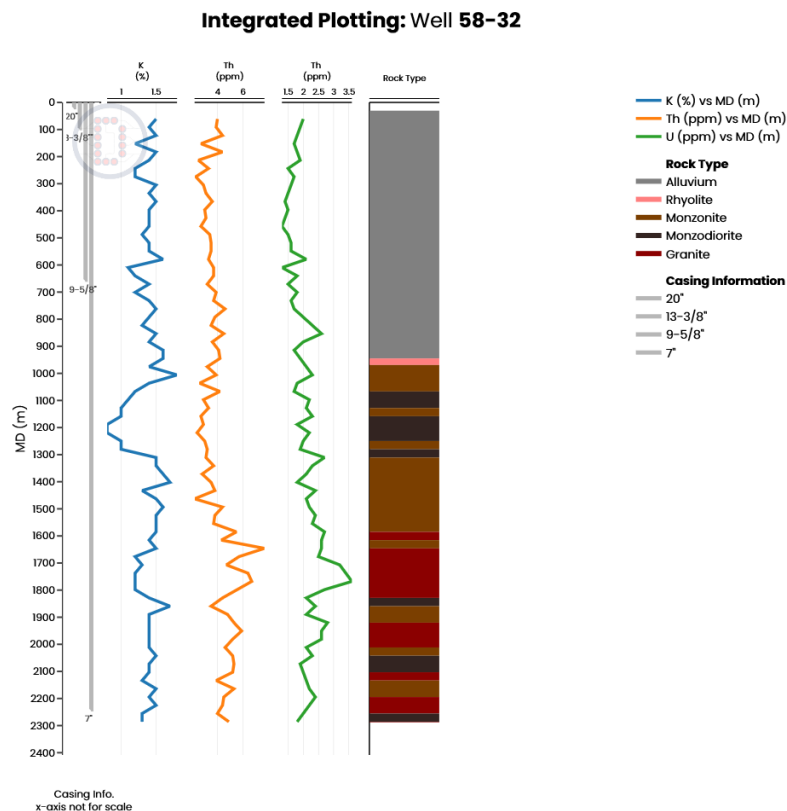 Integrated Plotting: Well 58-32
K
(%)
1 1.5
Th
(ppm)
4 6
Th
(ppm)
1.5 2 2.5 3 3.5
Rock Type
MD (m)
0
100
200
300
400
500
600
700
800
900
1000
1100
1200
1300
1400
1500
1600
1700
1800
1900
2000
2100
2200
2300
2400
20"
13-3/8"
9-5/8"
7"
Casing Info.
x-axis not for scale
K (%) vs MD (m)
Th (ppm) vs MD (m)
U (ppm) vs MD (m)
Rock Type
Alluvium
Rhyolite
Monzonite
Monzodiorite
Granite
Casing Information
20"
13-3/8"
9-5/8"
7"